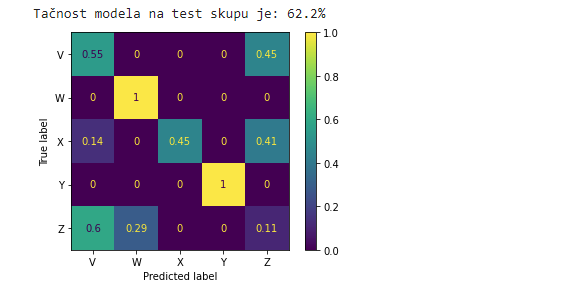 Tačnost modela na test skupu je: 62.2%
V 0.55 0 0 0 0.45
W 0 1 0 0 0
X 0.14 0 0.45 0 0.41
Y 0 0 0 1 0
Z 0.6 0.29 0 0 0.11
V W X Y Z
True label
Predicted label
1.0
0.8
0.6
0.4
0.2
0.0